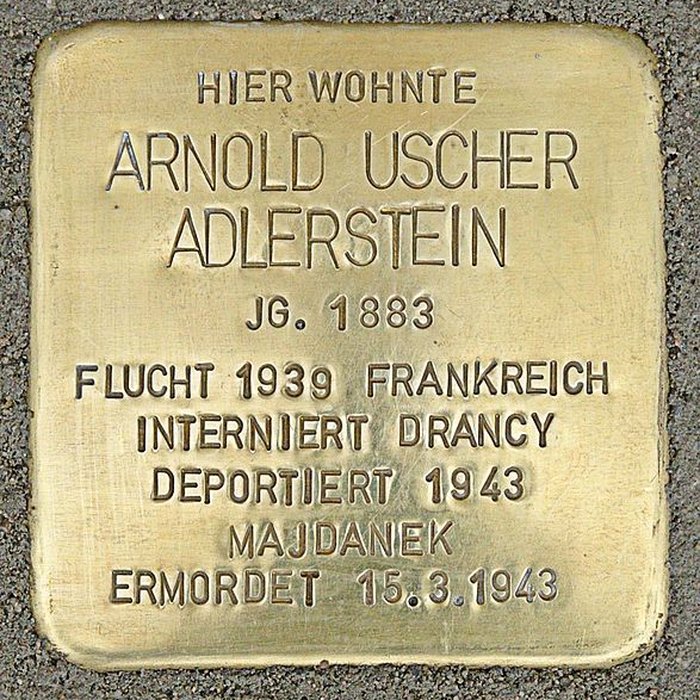 HIER WOHNTE
ARNOLD USCHER
ADLERSTEIN
JG. 1883
FLUCHT 1939 FRANKREICH
INTERNIERT DRANCY
DEPORTIERT 1943
MAJDANEK
ERMORDET 15.3.1943